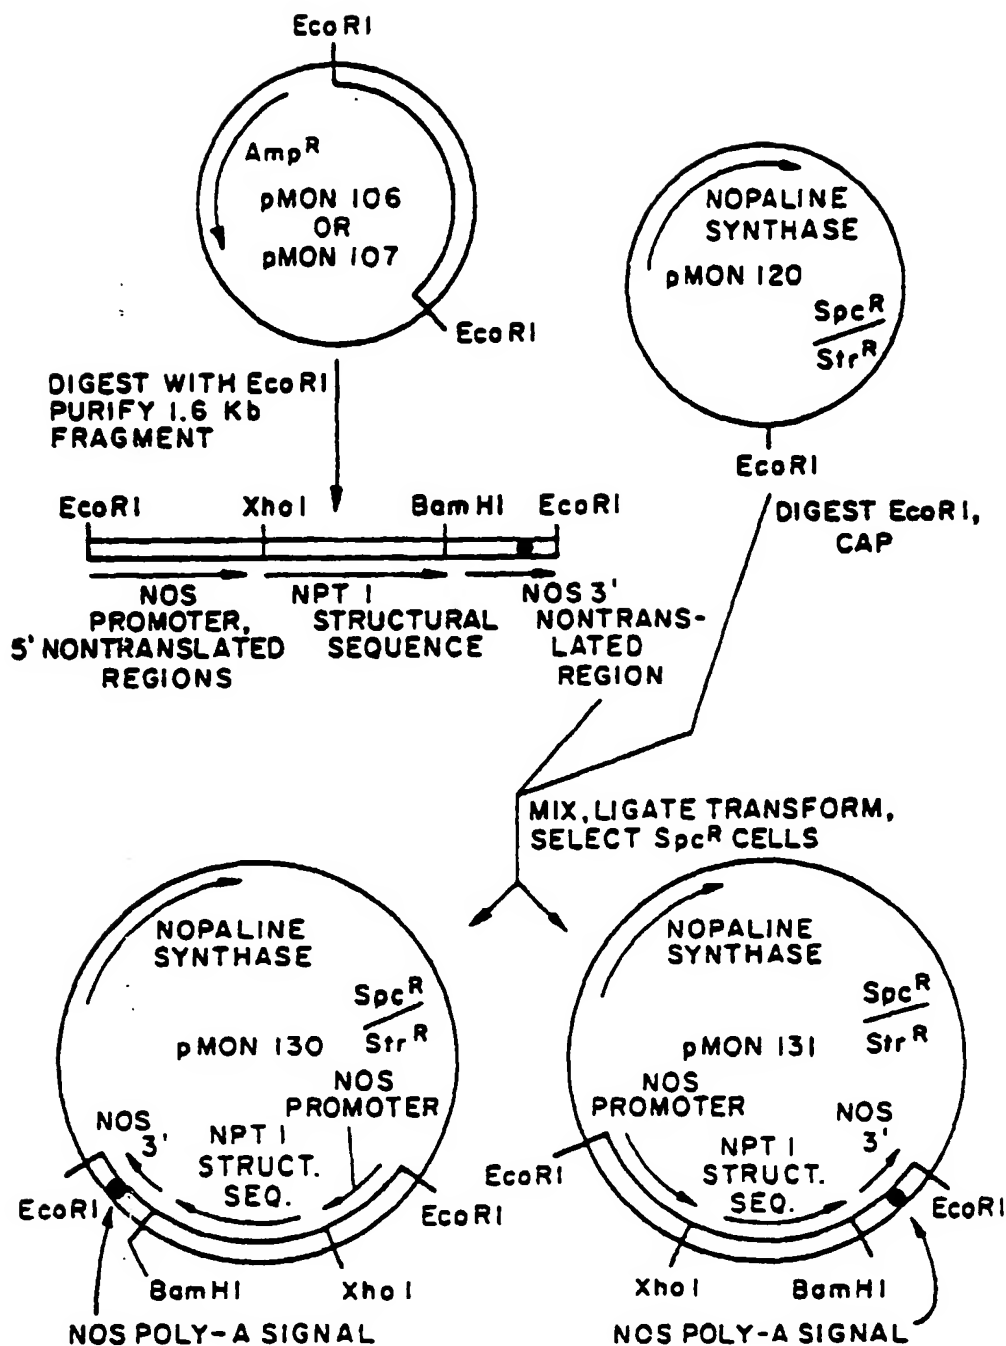 EcoRI
AmpR
pMON 106
OR
pMON 107
EcoRI
NOPALINE
SYNTHASE
pMON 120
SpcR
StrR
EcoRI
DIGEST WITH EcoRI
PURIFY 1.6 Kb
FRAGMENT
DIGEST EcoRI,
CAP
EcoRI XhoI BamHI EcoRI
NOS
PROMOTER,
5' NONTRANSLATED
REGIONS
NPT I
STRUCTURAL
SEQUENCE
NOS 3'
NONTRANS-
LATED
REGION
MIX, LIGATE TRANSFORM,
SELECT SpcR CELLS
NOPALINE
SYNTHASE
SpcR
StrR
pMON 130
NOS
PROMOTER
NOS
3'
NPT I
STRUCT.
SEQ.
EcoRI
EcoRI
BamHI
XhoI
NOS POLY-A SIGNAL
NOPALINE
SYNTHASE
SpcR
StrR
pMON 131
NOS
PROMOTER
NOS
3'
NPT I
STRUCT.
SEQ.
EcoRI
EcoRI
XhoI
BamHI
NOS POLY-A SIGNAL